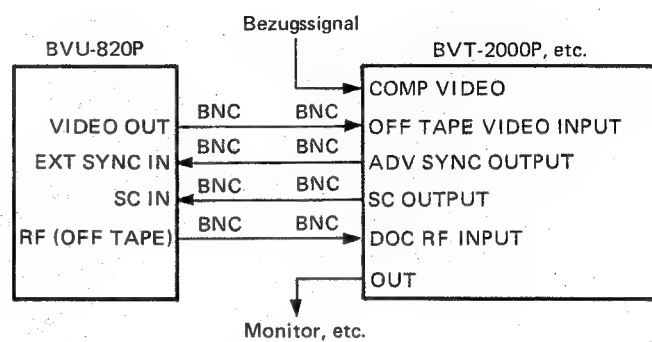 Bezugssignal
BVU-820P
BVT-2000P, etc.
COMP VIDEO
VIDEO OUT BNC BNC OFF TAPE VIDEO INPUT
EXT SYNC IN BNC BNC ADV SYNC OUTPUT
SC IN BNC BNC SC OUTPUT
RF (OFF TAPE) BNC BNC DOC RF INPUT
OUT
Monitor, etc.